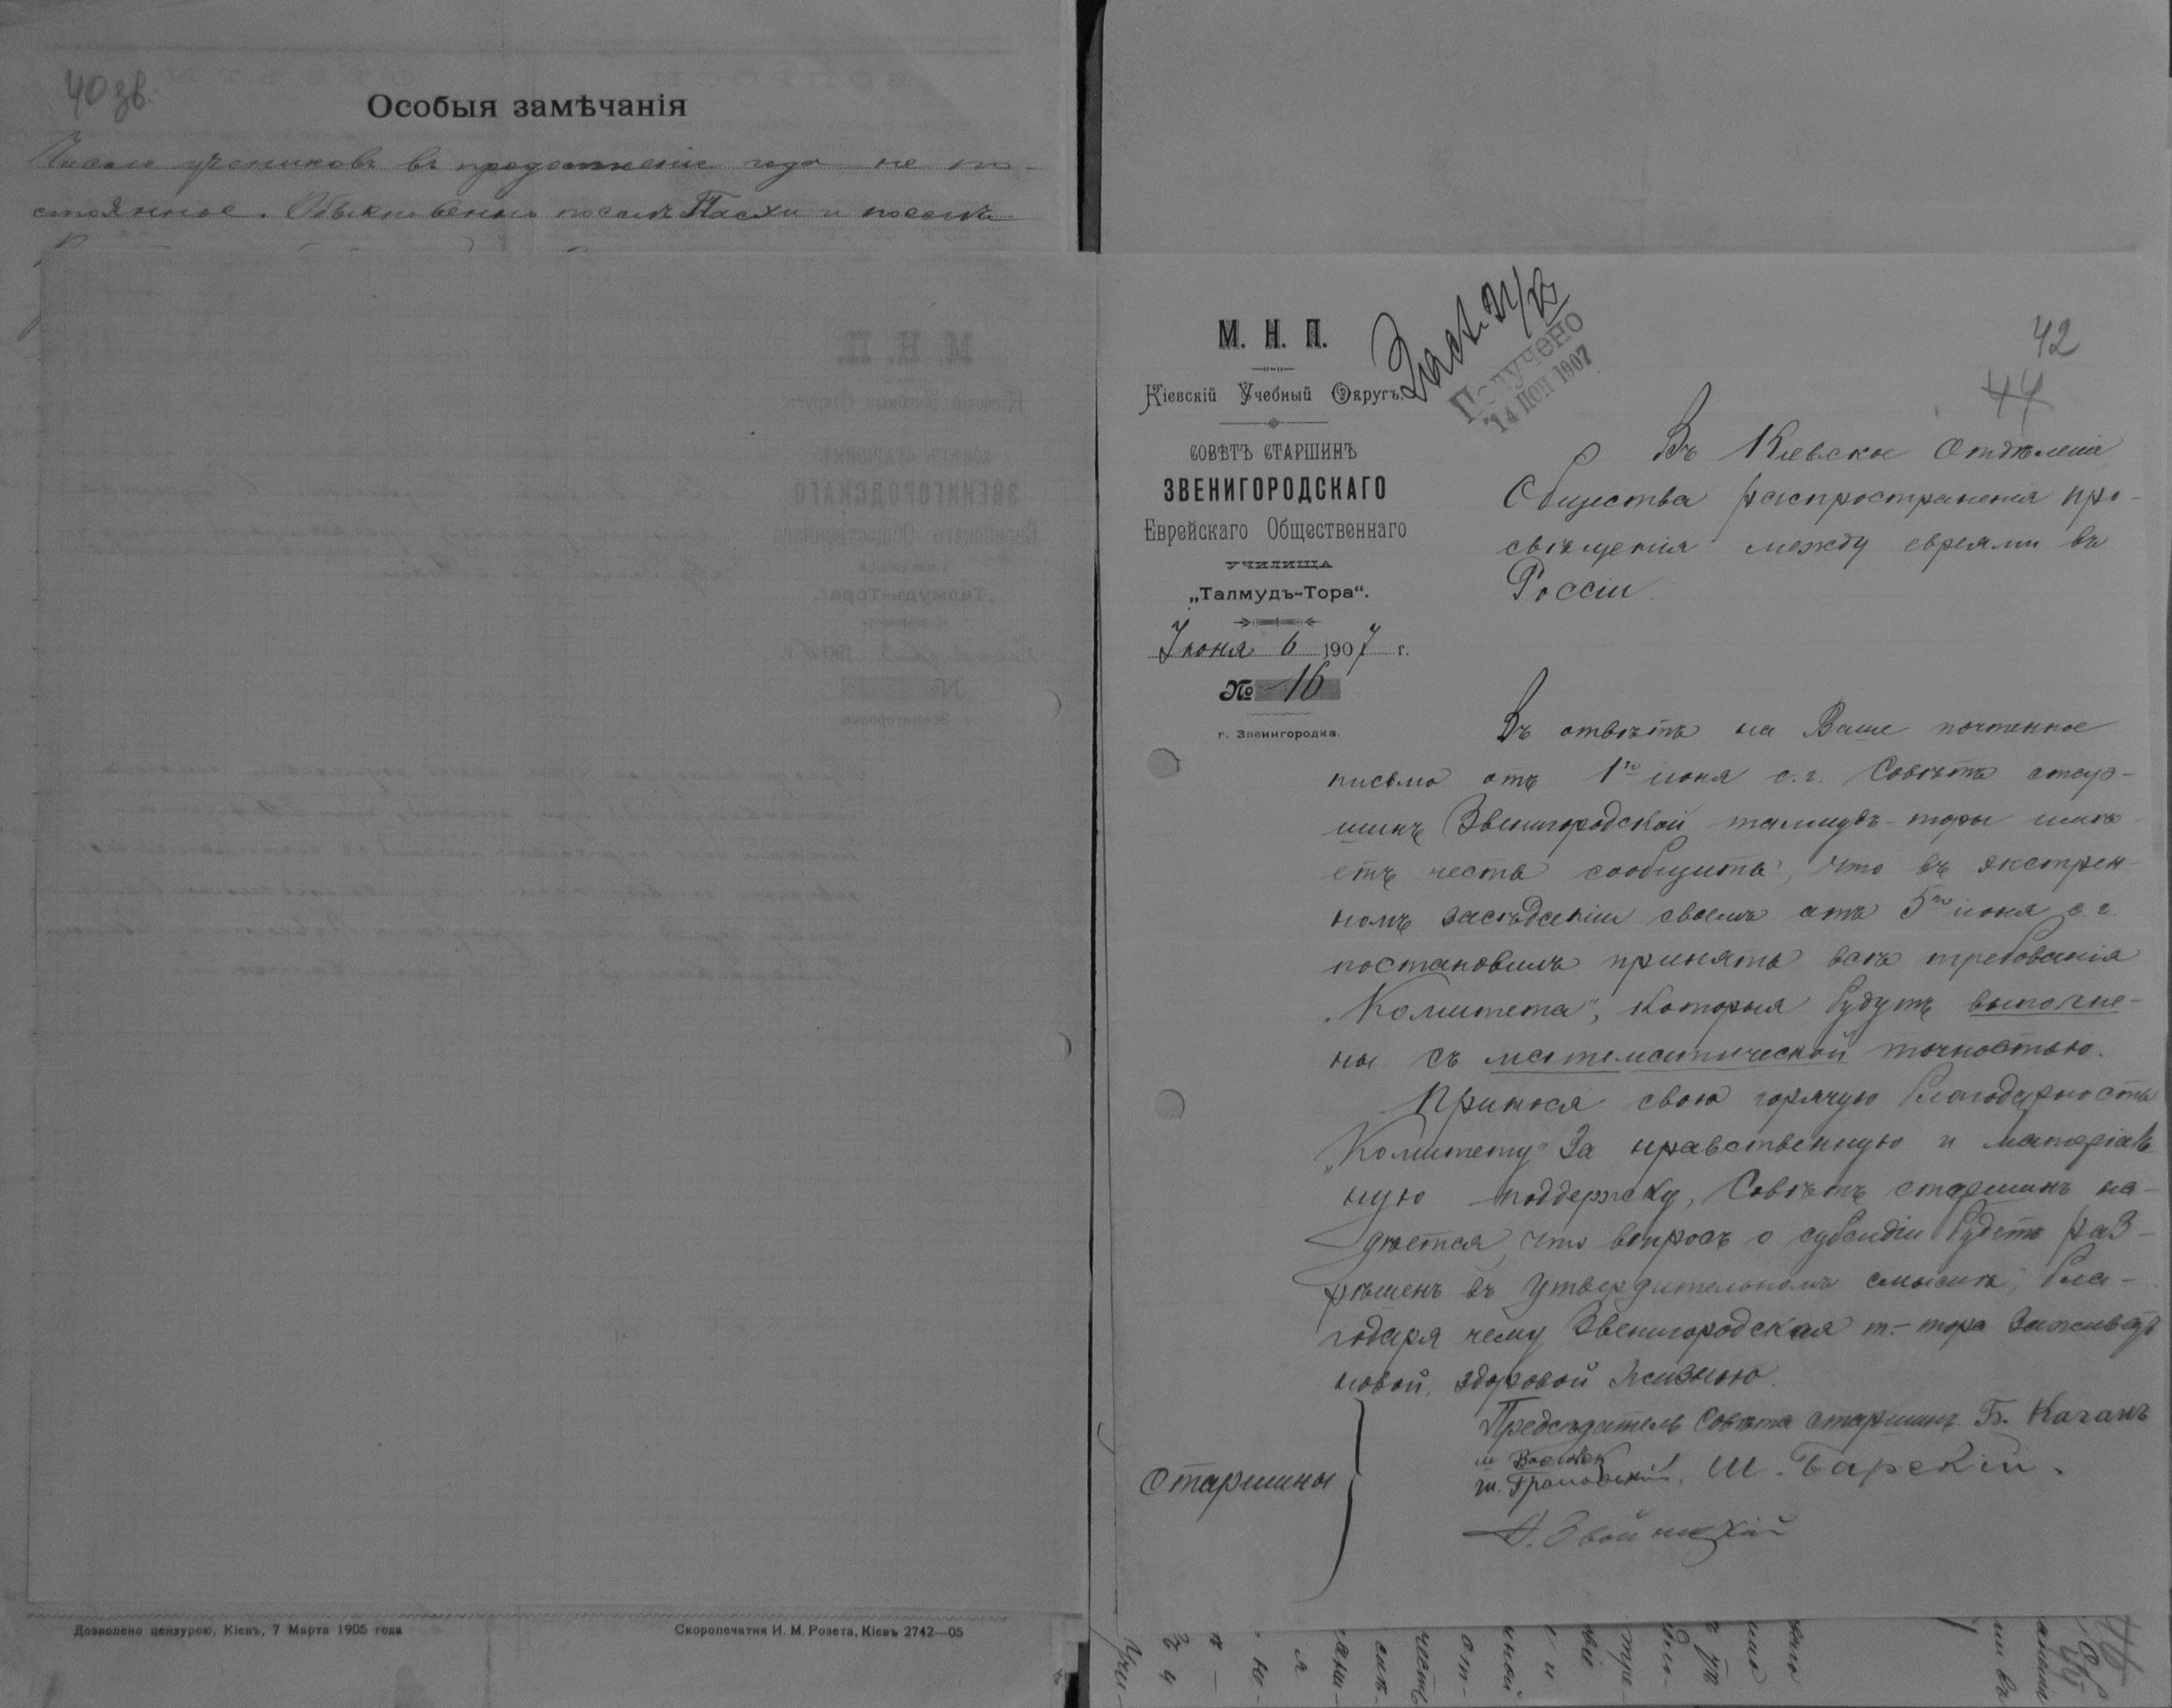 40 зв.
Особыя замѣчанія
Число учениковъ въ продолженіе года не по-
стоянное. Обыкновенно послѣ Пасхи и послѣ
Дозволено цензурою, Кіевъ, 7 Марта 1905 года
Скоропечатня И. М. Розета, Кіевъ 2742—05
М. Н. П.
Кіевскій Учебный Округъ.
СОВѢТЪ СТАРШИНЪ
ЗВЕНИГОРОДСКАГО
Еврейскаго Общественнаго
УЧИЛИЩА
„Талмудъ-Тора“.
Іюня 6 1907 г.
№ 16
г. Звенигородка.
Получено
14 ІЮН 1907
42
44
Въ Кіевское Отдѣленіе
Общества распространенія про-
свѣщенія между евреями въ
Россіи.
Въ отвѣтъ на Ваше почтенное
письмо отъ 1го іюня с. г. Совѣтъ стар-
шинъ Звенигородской талмудъ-торы имѣ-
етъ честь сообщить, что въ экстрен-
номъ засѣданіи своемъ отъ 5го іюня с. г.
постановилъ принять всѣ требованія
„Комитета“, которыя будутъ выполне-
ны съ математической точностью.
Принося свою горячую благодарность
„Комитету“ за нравственную и матеріаль
ную поддержку, Совѣтъ старшинъ на-
дѣется, что вопросъ о субсидіи будетъ раз-
рѣшенъ въ утвердительномъ смыслѣ, бла-
годаря чему Звенигородская т.-тора заживетъ
новой, здоровой жизнью.
Предсѣдатель Совѣта старшинъ Б. Каганъ
Старшины
Ш. Грановскій. Ш. Барскій.
А. Звоницкій